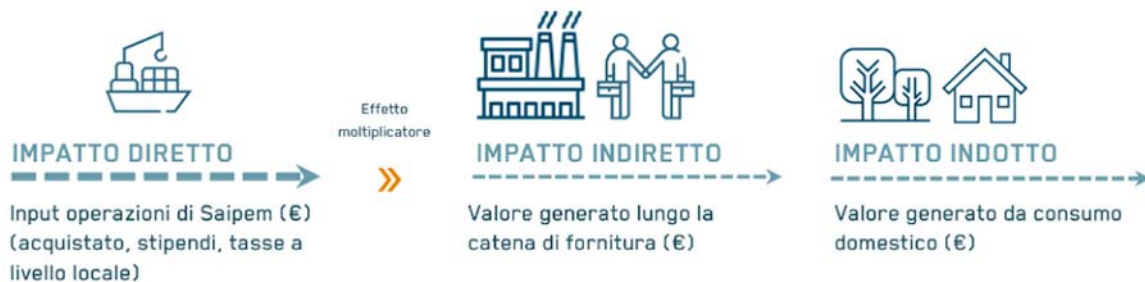 Effetto
moltiplicatore
IMPATTO DIRETTO
Input operazioni di Saipem (€)
(acquistato, stipendi, tasse a
livello locale)
IMPATTO INDIRETTO
Valore generato lungo la
catena di fornitura (€)
IMPATTO INDOTTO
Valore generato da consumo
domestico (€)